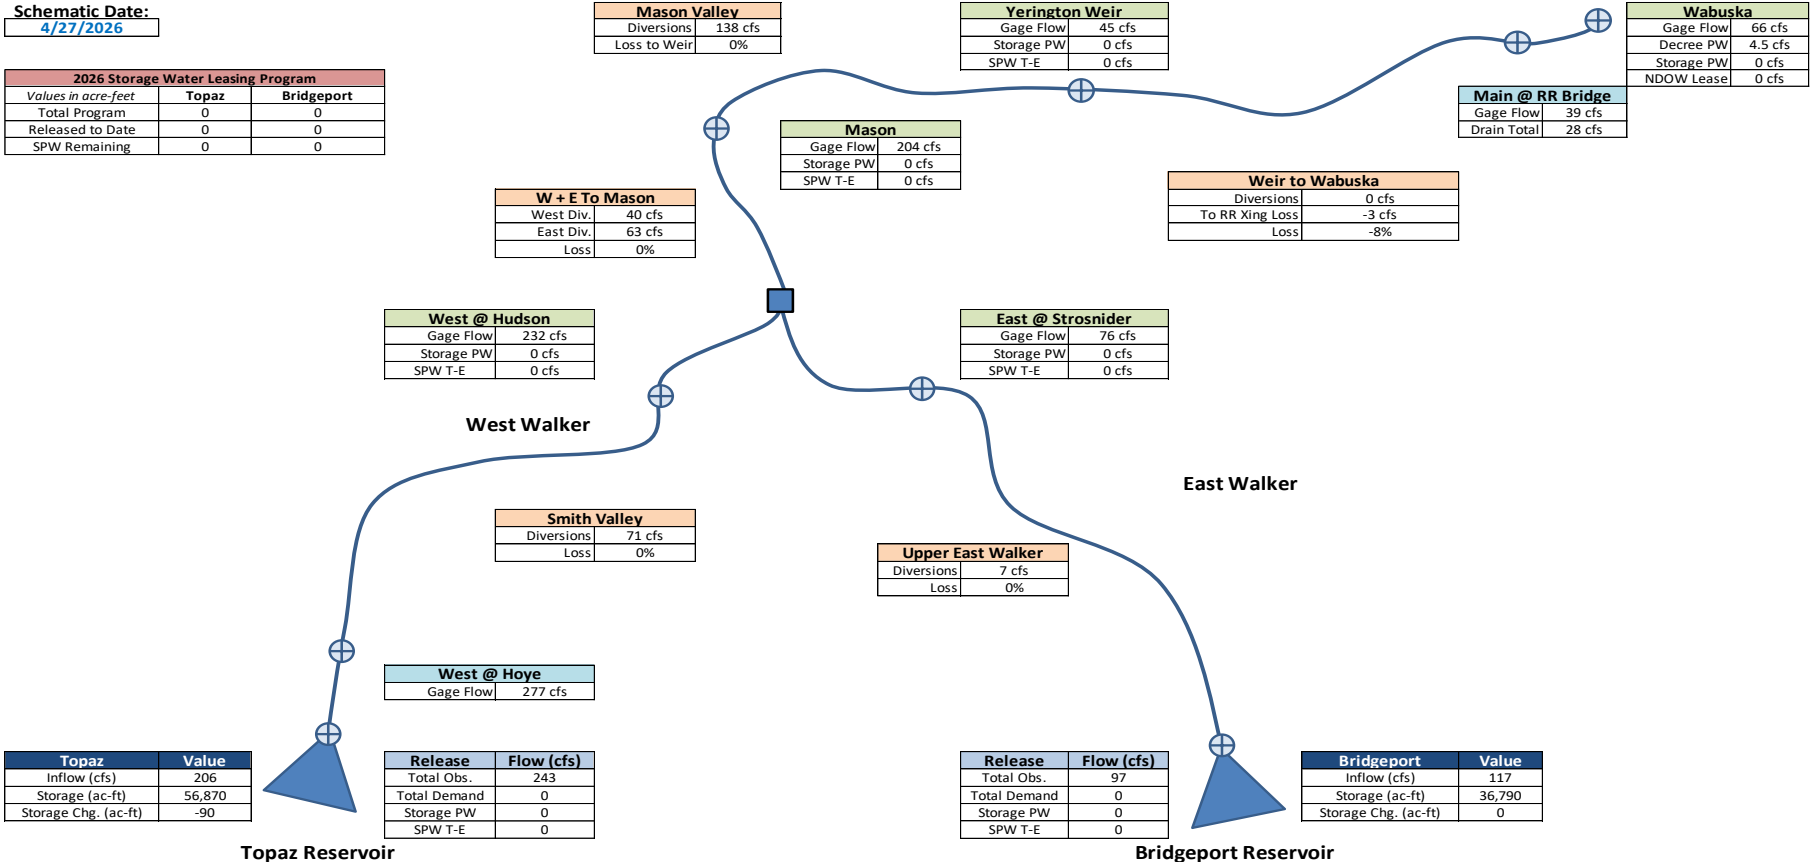 Schematic Date:
4/27/2026
2026 Storage Water Leasing Program
Values in acre-feet Topaz Bridgeport
Total Program 0 0
Released to Date 0 0
SPW Remaining 0 0
Mason Valley
Diversions 138 cfs
Loss to Weir 0%
Yerington Weir
Gage Flow 45 cfs
Storage PW 0 cfs
SPW T-E 0 cfs
Wabuska
Gage Flow 66 cfs
Decree PW 4.5 cfs
Storage PW 0 cfs
NDOW Lease 0 cfs
Main @ RR Bridge
Gage Flow 39 cfs
Drain Total 28 cfs
Mason
Gage Flow 204 cfs
Storage PW 0 cfs
SPW T-E 0 cfs
W + E To Mason
West Div. 40 cfs
East Div. 63 cfs
Loss 0%
Weir to Wabuska
Diversions 0 cfs
To RR Xing Loss -3 cfs
Loss -8%
West @ Hudson
Gage Flow 232 cfs
Storage PW 0 cfs
SPW T-E 0 cfs
East @ Strosnider
Gage Flow 76 cfs
Storage PW 0 cfs
SPW T-E 0 cfs
West Walker
East Walker
Smith Valley
Diversions 71 cfs
Loss 0%
Upper East Walker
Diversions 7 cfs
Loss 0%
West @ Hoye
Gage Flow 277 cfs
Topaz Value
Inflow (cfs) 206
Storage (ac-ft) 56,870
Storage Chg. (ac-ft) -90
Release Flow (cfs)
Total Obs. 243
Total Demand 0
Storage PW 0
SPW T-E 0
Topaz Reservoir
Release Flow (cfs)
Total Obs. 97
Total Demand 0
Storage PW 0
SPW T-E 0
Bridgeport Value
Inflow (cfs) 117
Storage (ac-ft) 36,790
Storage Chg. (ac-ft) 0
Bridgeport Reservoir